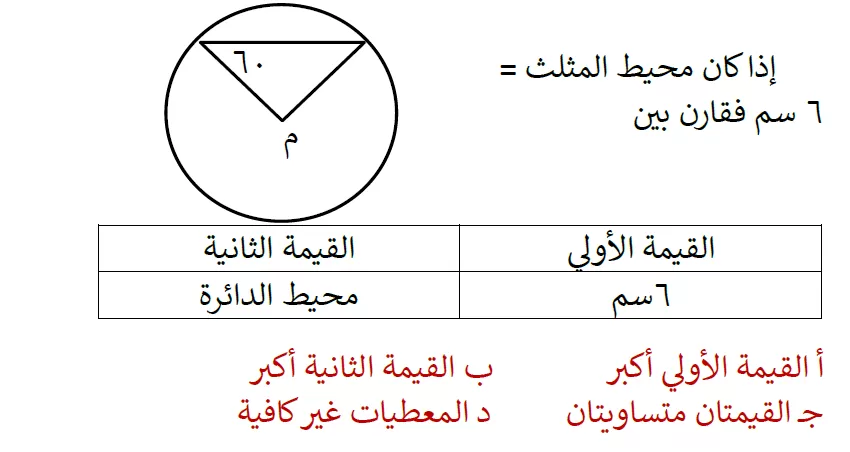 إذا كان محيط المثلث =
٦ سم فقارن بين
٦٠
م
القيمة الأولي القيمة الثانية
٦سم محيط الدائرة
أ القيمة الأولي أكبر ب القيمة الثانية أكبر
جـ القيمتان متساويتان د المعطيات غير كافية